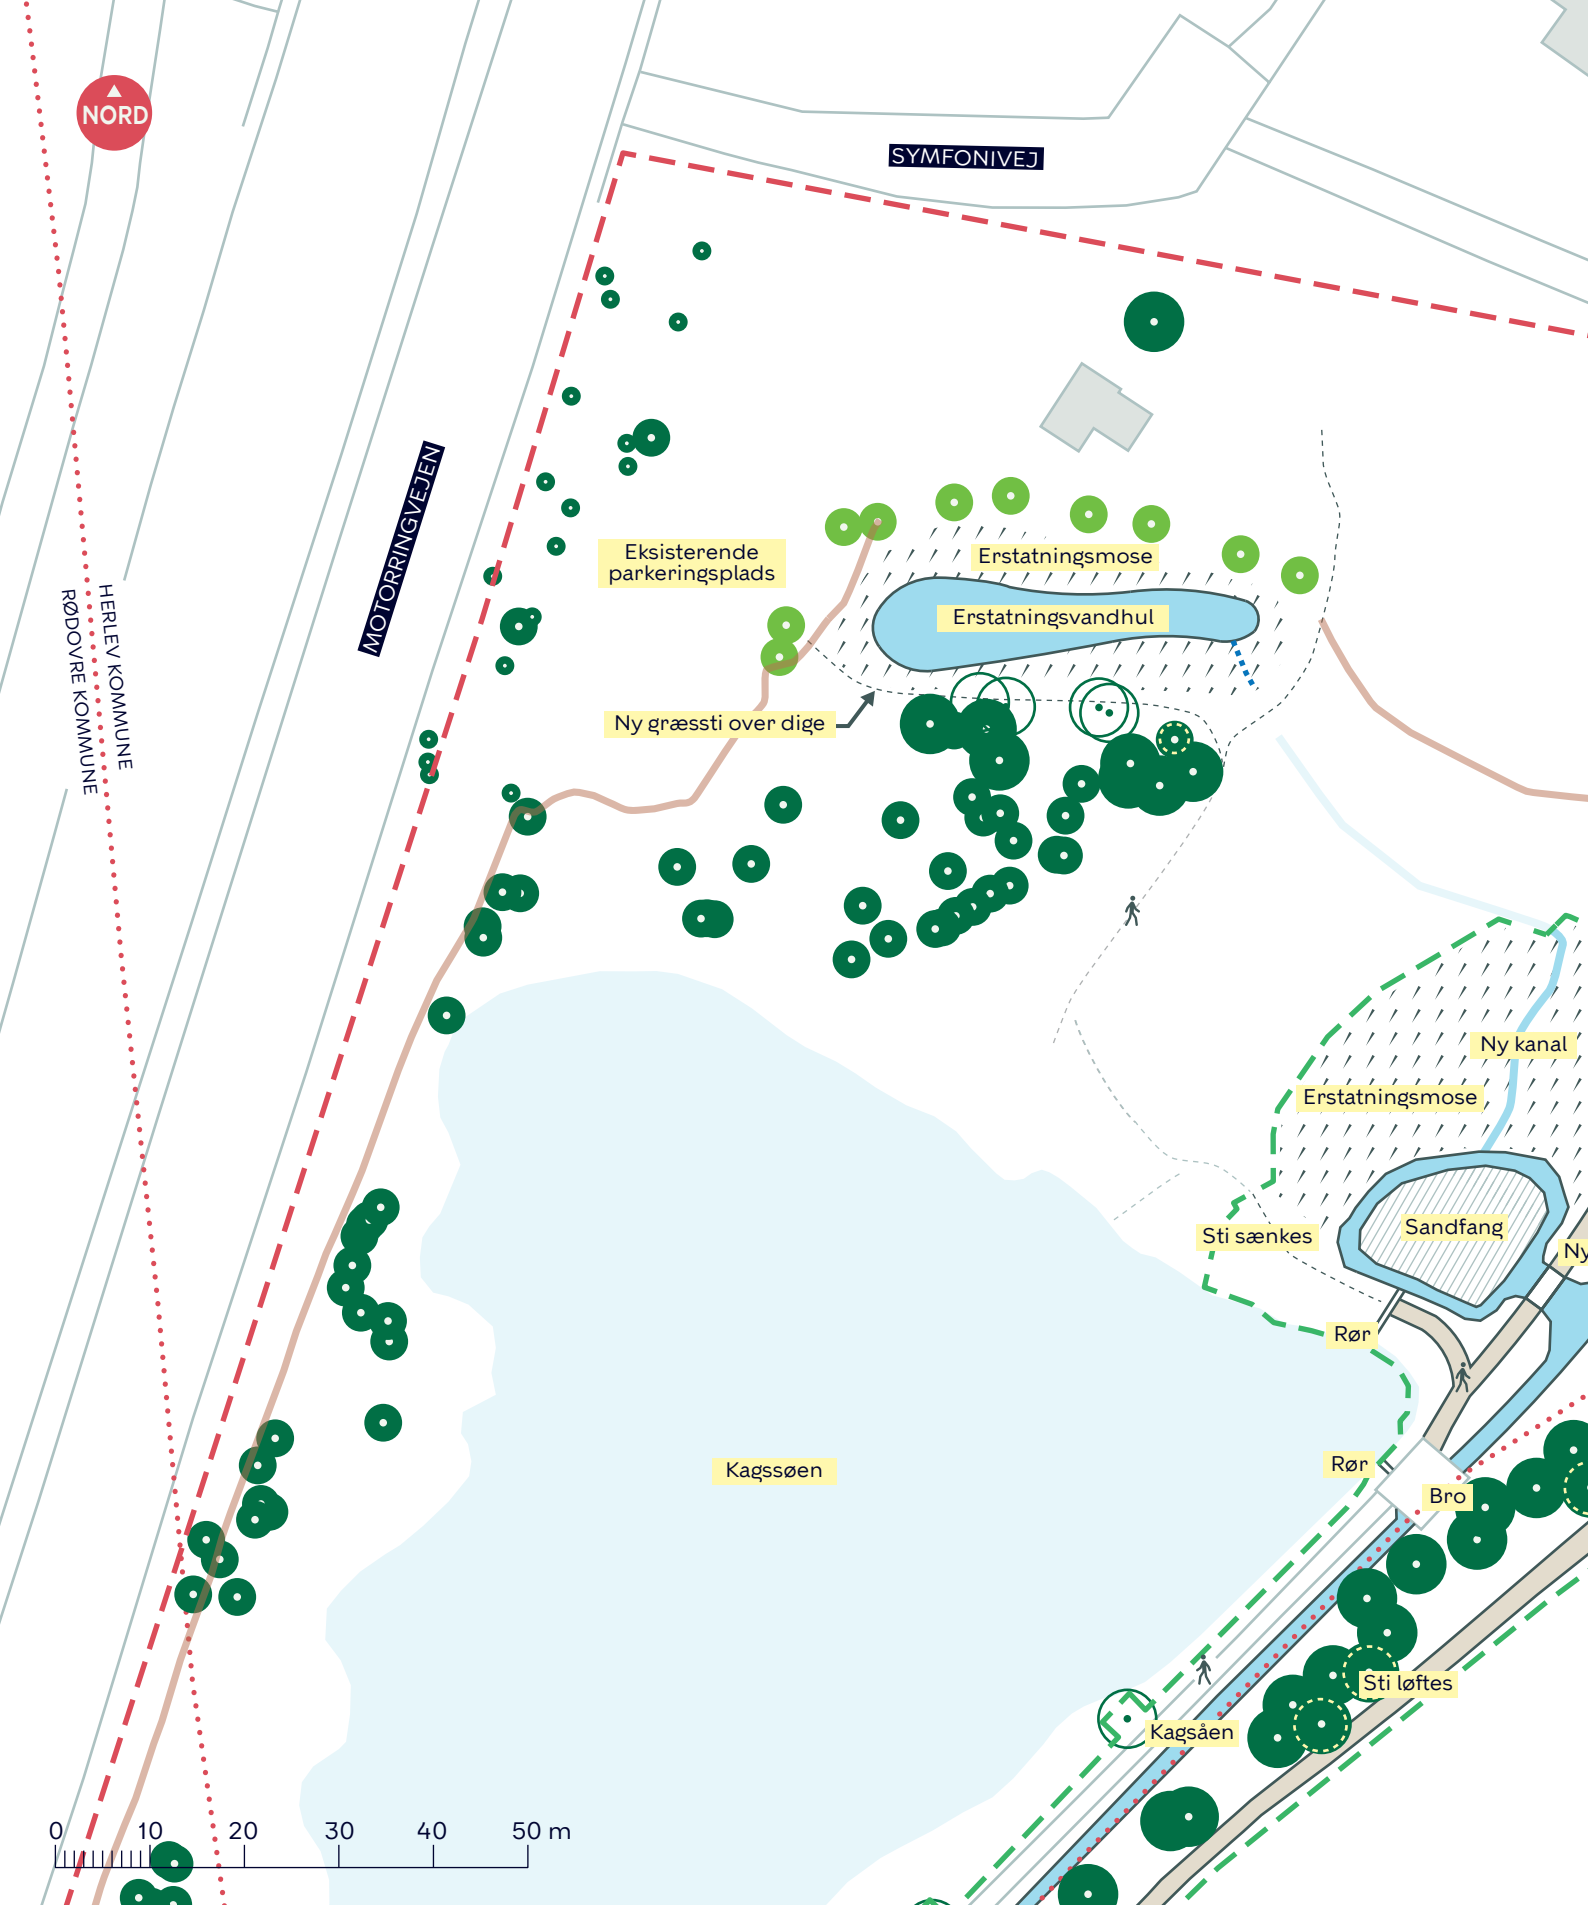 NORD
SYMFONIVEJ
MOTORRINGVEJEN
HERLEV KOMMUNE
RØDOVRE KOMMUNE
Eksisterende
parkeringsplads
Erstatningsmose
Erstatningsvandhul
Ny græssti over dige
Ny kanal
Erstatningsmose
Sandfang
Sti sænkes
Ny
Rør
Kagssøen
Rør
Bro
Sti løftes
Kagsåen
0 10 20 30 40 50 m